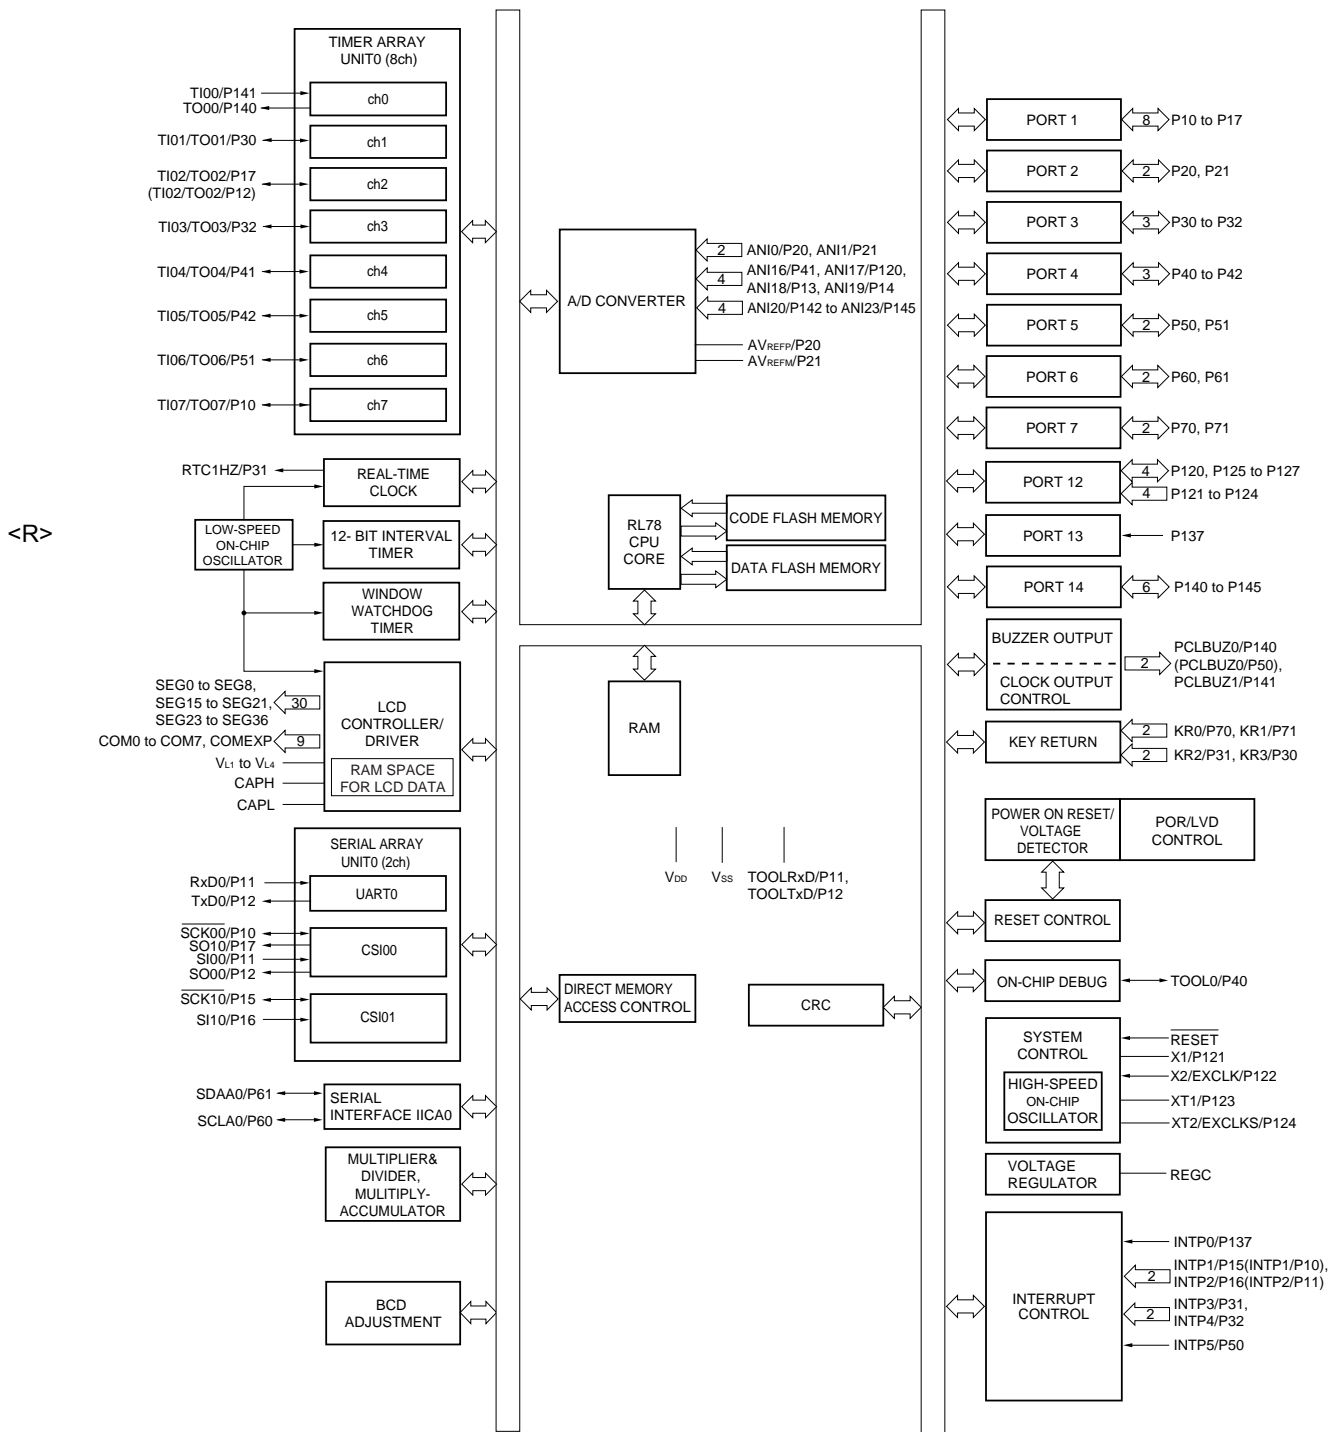 TIMER ARRAY
UNIT0 (8ch)
TI00/P141
TO00/P140
ch0
TI01/TO01/P30
ch1
TI02/TO02/P17
(TI02/TO02/P12)
ch2
TI03/TO03/P32
ch3
TI04/TO04/P41
ch4
TI05/TO05/P42
ch5
TI06/TO06/P51
ch6
TI07/TO07/P10
ch7
RTC1HZ/P31
REAL-TIME
CLOCK
<R>
LOW-SPEED
ON-CHIP
OSCILLATOR
12- BIT INTERVAL
TIMER
WINDOW
WATCHDOG
TIMER
SEG0 to SEG8,
SEG15 to SEG21,
SEG23 to SEG36
30
COM0 to COM7, COMEXP
9
VL1 to VL4
CAPH
CAPL
LCD
CONTROLLER/
DRIVER
RAM SPACE
FOR LCD DATA
SERIAL ARRAY
UNIT0 (2ch)
RxD0/P11
TxD0/P12
UART0
SCK00/P10
SO10/P17
SI00/P11
SO00/P12
CSI00
SCK10/P15
SI10/P16
CSI01
SDAA0/P61
SCLA0/P60
SERIAL
INTERFACE IICA0
MULTIPLIER&
DIVIDER,
MULITIPLY-
ACCUMULATOR
BCD
ADJUSTMENT
A/D CONVERTER
2 ANI0/P20, ANI1/P21
4
ANI16/P41, ANI17/P120,
ANI18/P13, ANI19/P14
4 ANI20/P142 to ANI23/P145
AVREFP/P20
AVREFM/P21
RL78
CPU
CORE
CODE FLASH MEMORY
DATA FLASH MEMORY
RAM
VDD
VSS
TOOLRxD/P11,
TOOLTxD/P12
DIRECT MEMORY
ACCESS CONTROL
CRC
PORT 1
8 P10 to P17
PORT 2
2 P20, P21
PORT 3
3 P30 to P32
PORT 4
3 P40 to P42
PORT 5
2 P50, P51
PORT 6
2 P60, P61
PORT 7
2 P70, P71
PORT 12
4 P120, P125 to P127
4 P121 to P124
PORT 13
P137
PORT 14
6 P140 to P145
BUZZER OUTPUT
CLOCK OUTPUT
CONTROL
2
PCLBUZ0/P140
(PCLBUZ0/P50),
PCLBUZ1/P141
KEY RETURN
2 KR0/P70, KR1/P71
2 KR2/P31, KR3/P30
POWER ON RESET/
VOLTAGE
DETECTOR
POR/LVD
CONTROL
RESET CONTROL
ON-CHIP DEBUG
TOOL0/P40
SYSTEM
CONTROL
HIGH-SPEED
ON-CHIP
OSCILLATOR
RESET
X1/P121
X2/EXCLK/P122
XT1/P123
XT2/EXCLKS/P124
VOLTAGE
REGULATOR
REGC
INTERRUPT
CONTROL
INTP0/P137
2
INTP1/P15(INTP1/P10),
INTP2/P16(INTP2/P11)
2
INTP3/P31,
INTP4/P32
INTP5/P50